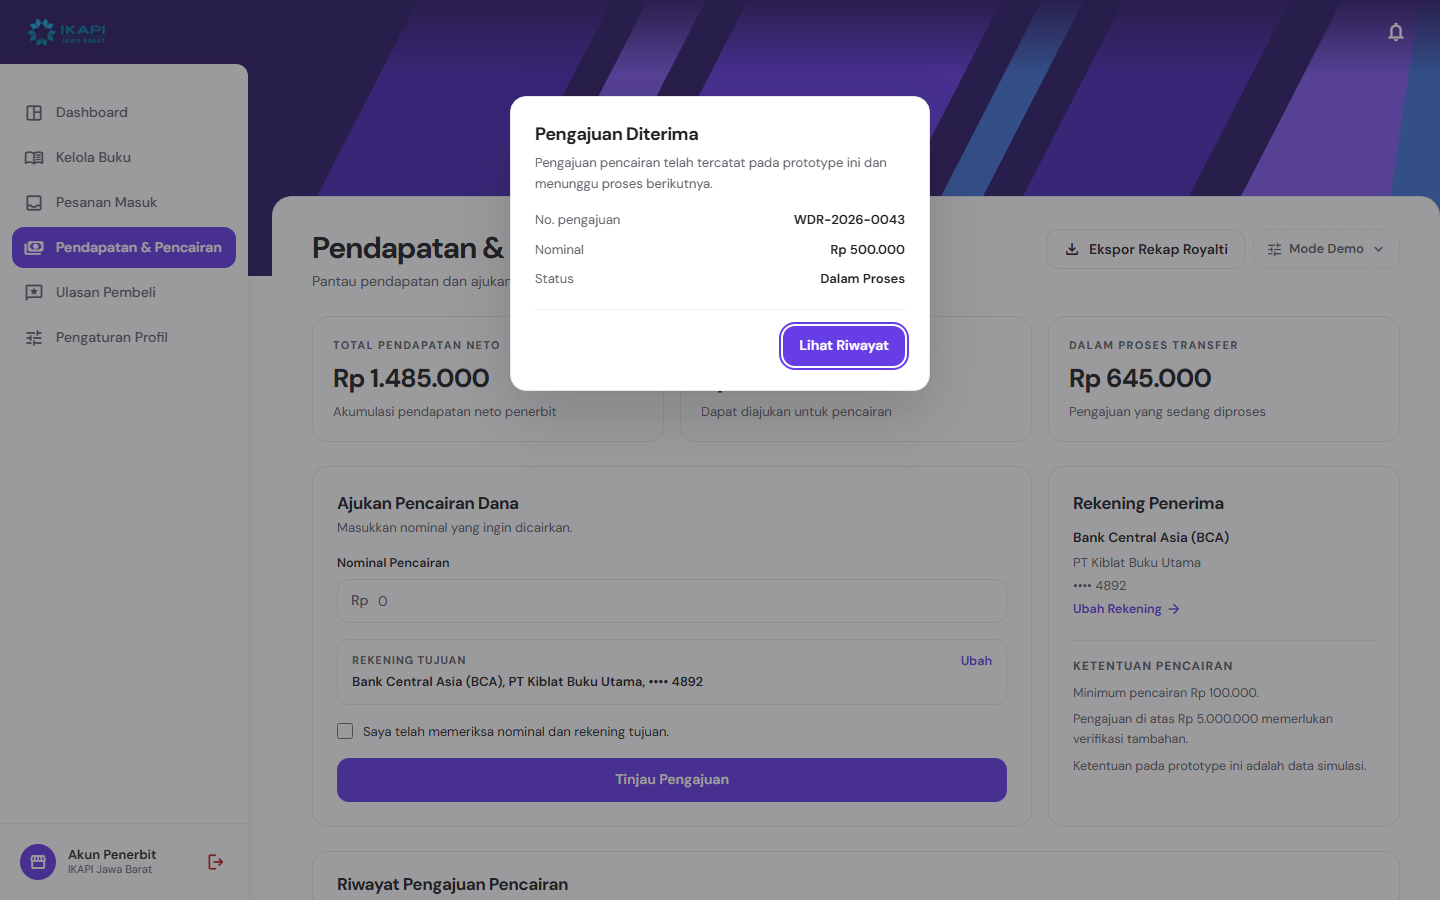 IKAPI
JAWA BARAT
Dashboard
Kelola Buku
Pesanan Masuk
Pendapatan & Pencairan
Ulasan Pembeli
Pengaturan Profil
Akun Penerbit
IKAPI Jawa Barat
Pendapatan &
Pantau pendapatan dan ajukan
Ekspor Rekap Royalti
Mode Demo
Pengajuan Diterima
Pengajuan pencairan telah tercatat pada prototype ini dan
menunggu proses berikutnya.
No. pengajuan WDR-2026-0043
Nominal Rp 500.000
Status Dalam Proses
Lihat Riwayat
TOTAL PENDAPATAN NETO
Rp 1.485.000
Akumulasi pendapatan neto penerbit
Dapat diajukan untuk pencairan
DALAM PROSES TRANSFER
Rp 645.000
Pengajuan yang sedang diproses
Ajukan Pencairan Dana
Masukkan nominal yang ingin dicairkan.
Nominal Pencairan
Rp 0
REKENING TUJUAN
Ubah
Bank Central Asia (BCA), PT Kiblat Buku Utama, •••• 4892
Saya telah memeriksa nominal dan rekening tujuan.
Tinjau Pengajuan
Rekening Penerima
Bank Central Asia (BCA)
PT Kiblat Buku Utama
•••• 4892
Ubah Rekening →
KETENTUAN PENCAIRAN
Minimum pencairan Rp 100.000.
Pengajuan di atas Rp 5.000.000 memerlukan
verifikasi tambahan.
Ketentuan pada prototype ini adalah data simulasi.
Riwayat Pengajuan Pencairan